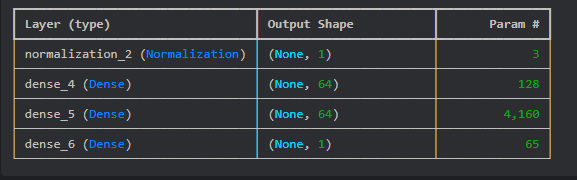 Layer (type) Output Shape Param #
normalization_2 (Normalization) (None, 1) 3
dense_4 (Dense) (None, 64) 128
dense_5 (Dense) (None, 64) 4,160
dense_6 (Dense) (None, 1) 65